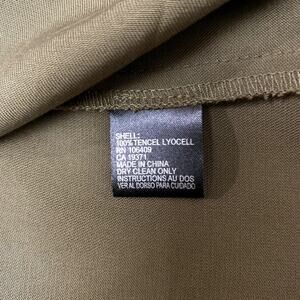 SHELL:
100%TENCEL LYOCELL
RN 106409
CA 19371
MADE IN CHINA
DRY CLEAN ONLY
INSTRUCTIONS AU DOS
VER AL DORSO PARA CUIDADO